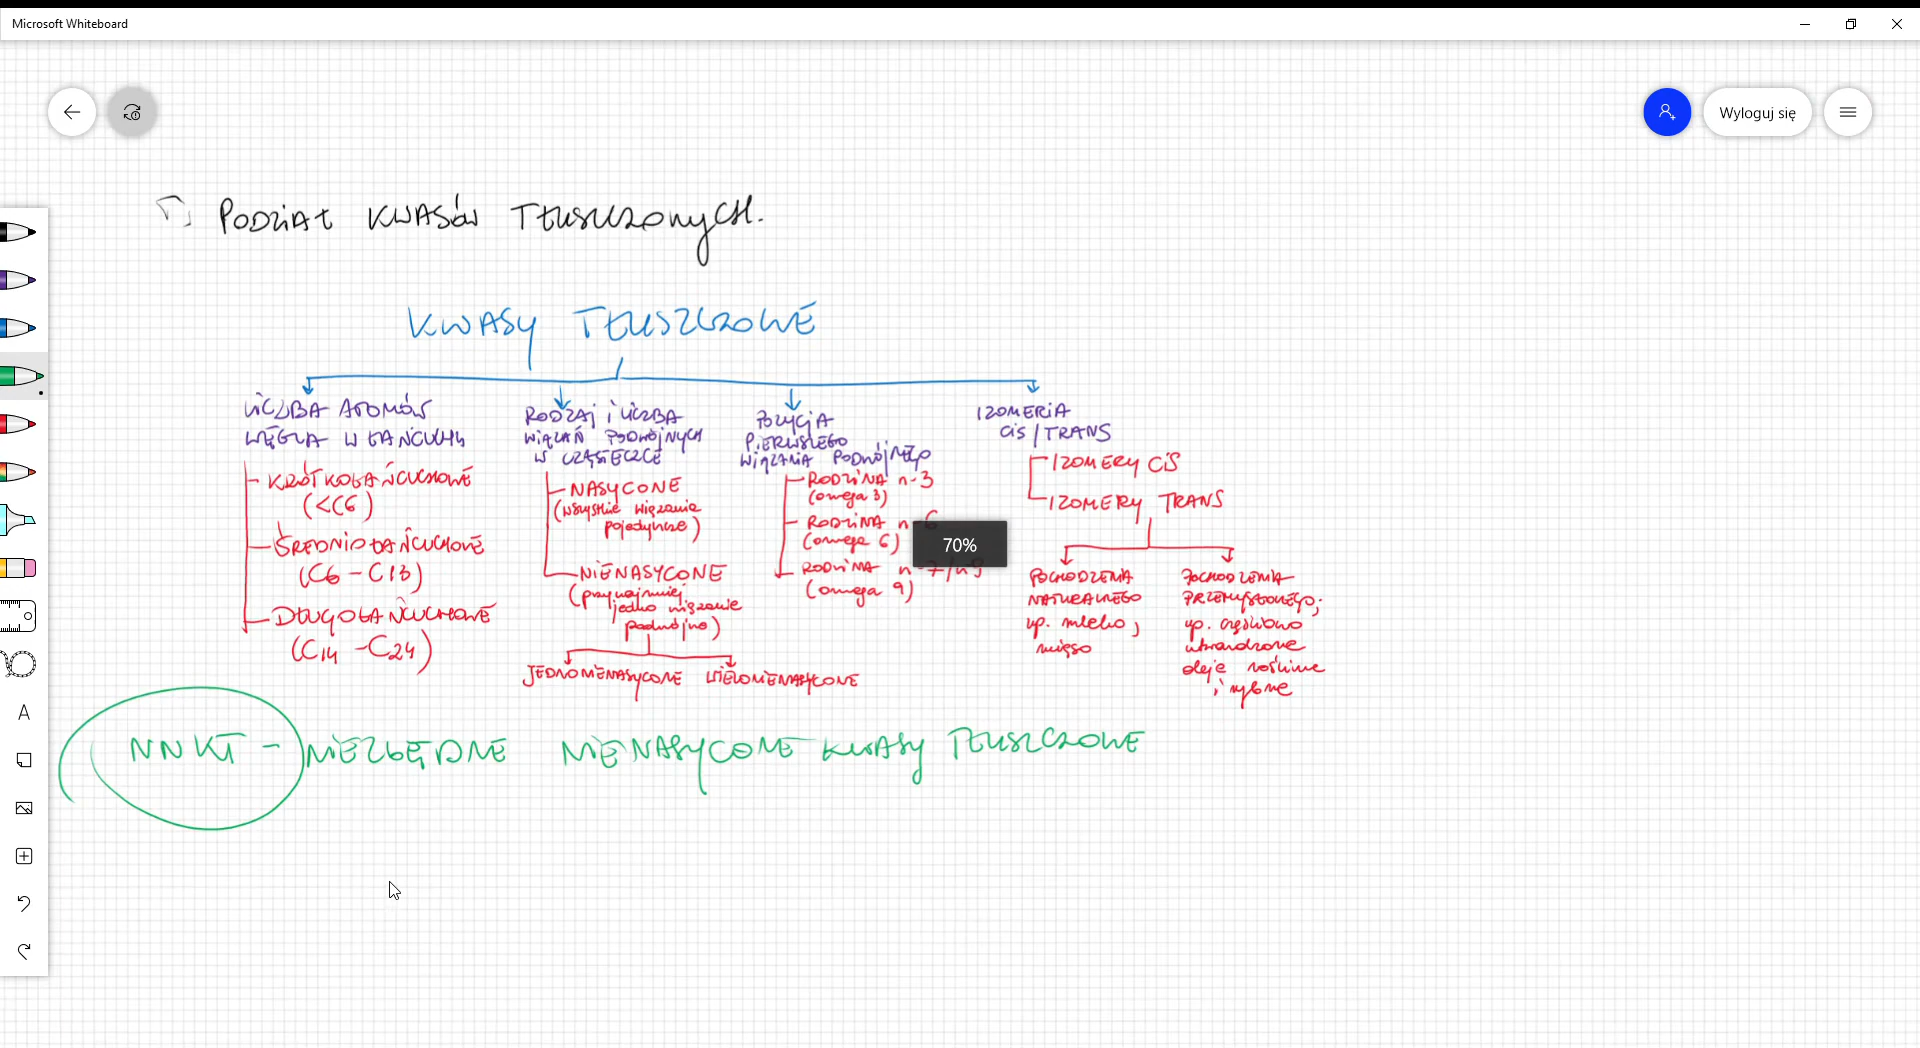 Microsoft Whiteboard
Wyloguj się
PODZIAŁ KWASÓW TŁUSZCZOWYCH.
KWASY TŁUSZCZOWE
LICZBA ATOMÓW
WĘGLA W ŁAŃCUCHU
KRÓTKOŁAŃCUCHOWE
(<C6)
ŚREDNIOŁAŃCUCHOWE
(C6 - C13)
DŁUGOŁAŃCUCHOWE
(C14 - C24)
RODZAJ I LICZBA
WIĄZAŃ PODWÓJNYCH
W CZĄSTECZCE
NASYCONE
(wszystkie wiązania
pojedyncze)
NIENASYCONE
(przynajmniej
jedno wiązanie
podwójne)
JEDNONIENASYCONE WIELONIENASYCONE
POZYCJA
PIERWSZEGO
WIĄZANIA PODWÓJNEGO
RODZINA n-3
(omega 3)
RODZINA n-6
(omega 6)
RODZINA n-7/n-9
(omega 9)
70%
IZOMERIA
CIS/TRANS
IZOMERY CIS
IZOMERY TRANS
POCHODZENIA
NATURALNEGO
np. mleko,
mięso
POCHODZENIA
PRZEMYSŁOWEGO,
np. częściowo
utwardzone
oleje roślinne
i rybne
NNKT - NIEZBĘDNE NIENASYCONE KWASY TŁUSZCZOWE
A